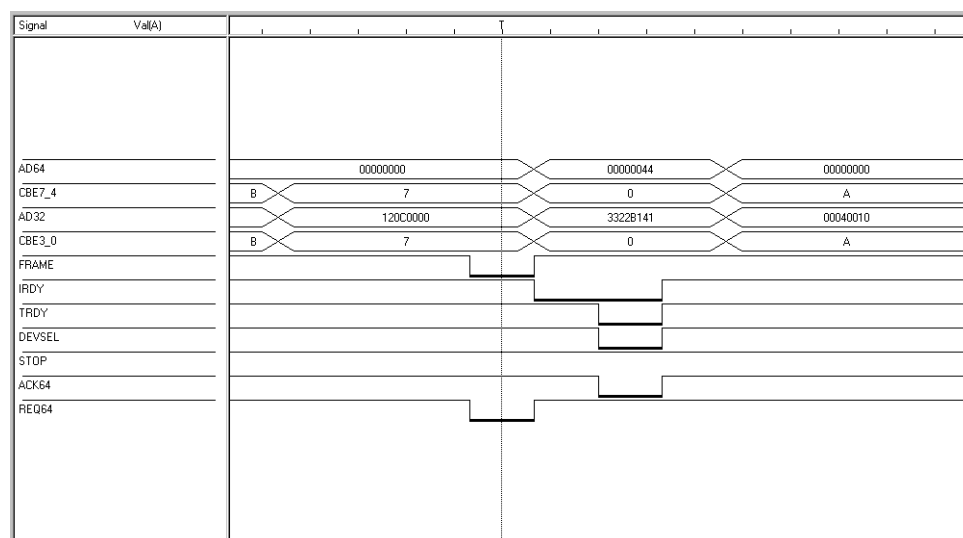 Signal Val(A) T
AD64 00000000 00000044 00000000
CBE7_4 B 7 0 A
AD32 120C0000 3322B141 00040010
CBE3_0 B 7 0 A
FRAME
IRDY
TRDY
DEVSEL
STOP
ACK64
REQ64